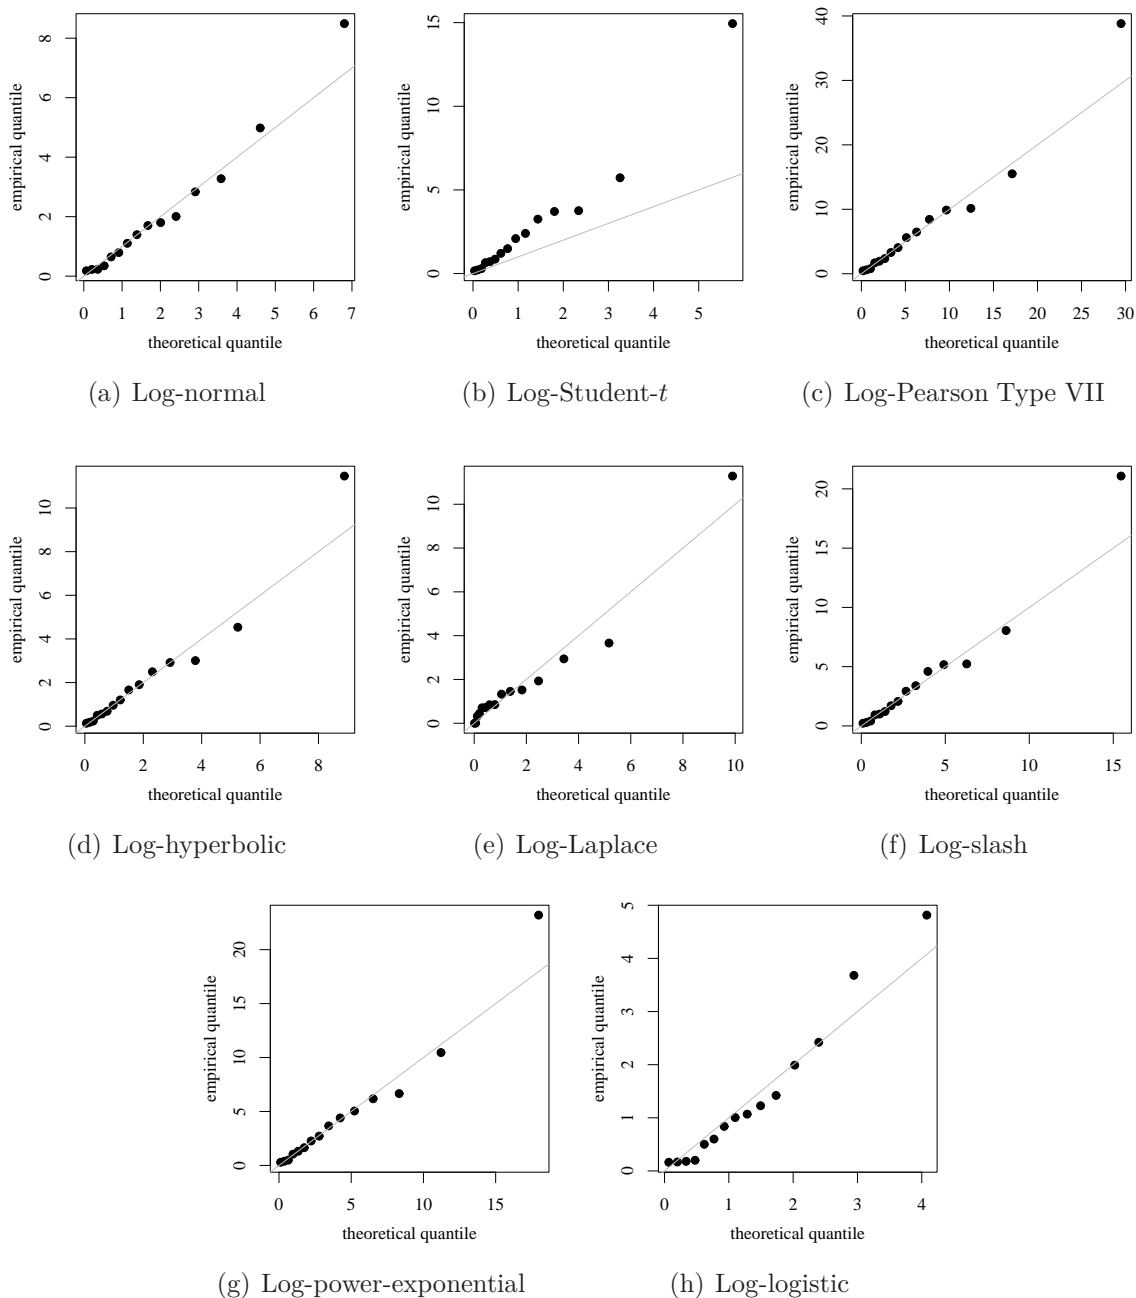 empirical quantile
0 2 4 6 8
0 1 2 3 4 5 6 7
theoretical quantile
(a) Log-normal
empirical quantile
0 5 10 15
0 1 2 3 4 5
theoretical quantile
(b) Log-Student-t
empirical quantile
0 10 20 30 40
0 5 10 15 20 25 30
theoretical quantile
(c) Log-Pearson Type VII
empirical quantile
0 2 4 6 8 10
0 2 4 6 8
theoretical quantile
(d) Log-hyperbolic
empirical quantile
0 2 4 6 8 10
0 2 4 6 8 10
theoretical quantile
(e) Log-Laplace
empirical quantile
0 5 10 15 20
0 5 10 15
theoretical quantile
(f) Log-slash
empirical quantile
0 5 10 15 20
0 5 10 15
theoretical quantile
(g) Log-power-exponential
empirical quantile
0 1 2 3 4 5
0 1 2 3 4
theoretical quantile
(h) Log-logistic